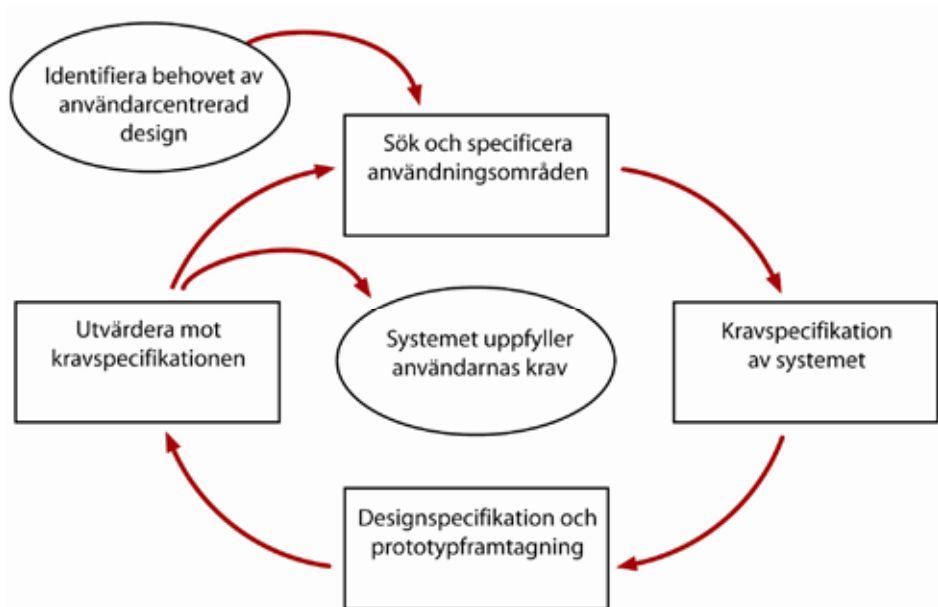 Identifiera behovet av
användarcentrerad
design
Sök och specificera
användningsområden
Utvärdera mot
kravspecifikationen
Systemet uppfyller
användarnas krav
Kravspecifikation
av systemet
Designspecifikation och
prototypframtagning